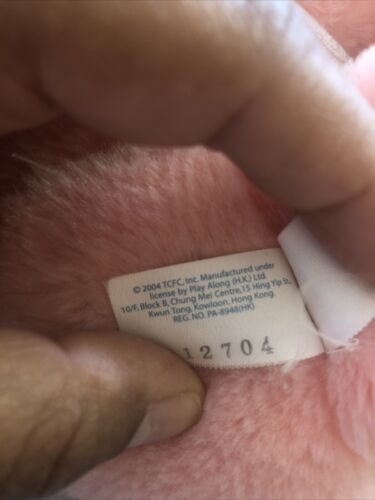 © 2004 TCFC, Inc. Manufactured under
license by Play Along (H.K.) Ltd.
10/F, Block B, Chung Mei Centre, 15 Hing Yip St,
Kwun Tong, Kowloon, Hong Kong.
REG. NO. PA-8948(HK)
12704